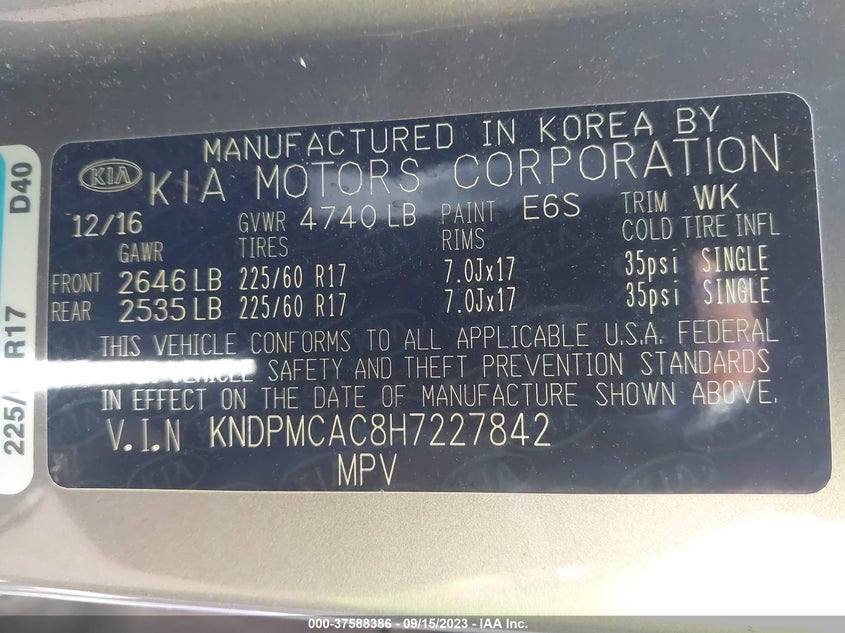 MANUFACTURED IN KOREA BY
KIA KIA MOTORS CORPORATION
12/16 GVWR 4740 LB PAINT E6S TRIM WK
GAWR TIRES RIMS COLD TIRE INFL
FRONT 2646 LB 225/60 R17 7.0Jx17 35psi SINGLE
REAR 2535 LB 225/60 R17 7.0Jx17 35psi SINGLE
THIS VEHICLE CONFORMS TO ALL APPLICABLE U.S.A. FEDERAL
VEHICLE SAFETY AND THEFT PREVENTION STANDARDS
IN EFFECT ON THE DATE OF MANUFACTURE SHOWN ABOVE.
V.I.N KNDPMCAC8H7227842
MPV
225/ R17 D40
000-37588386 - 09/15/2023 - IAA Inc.